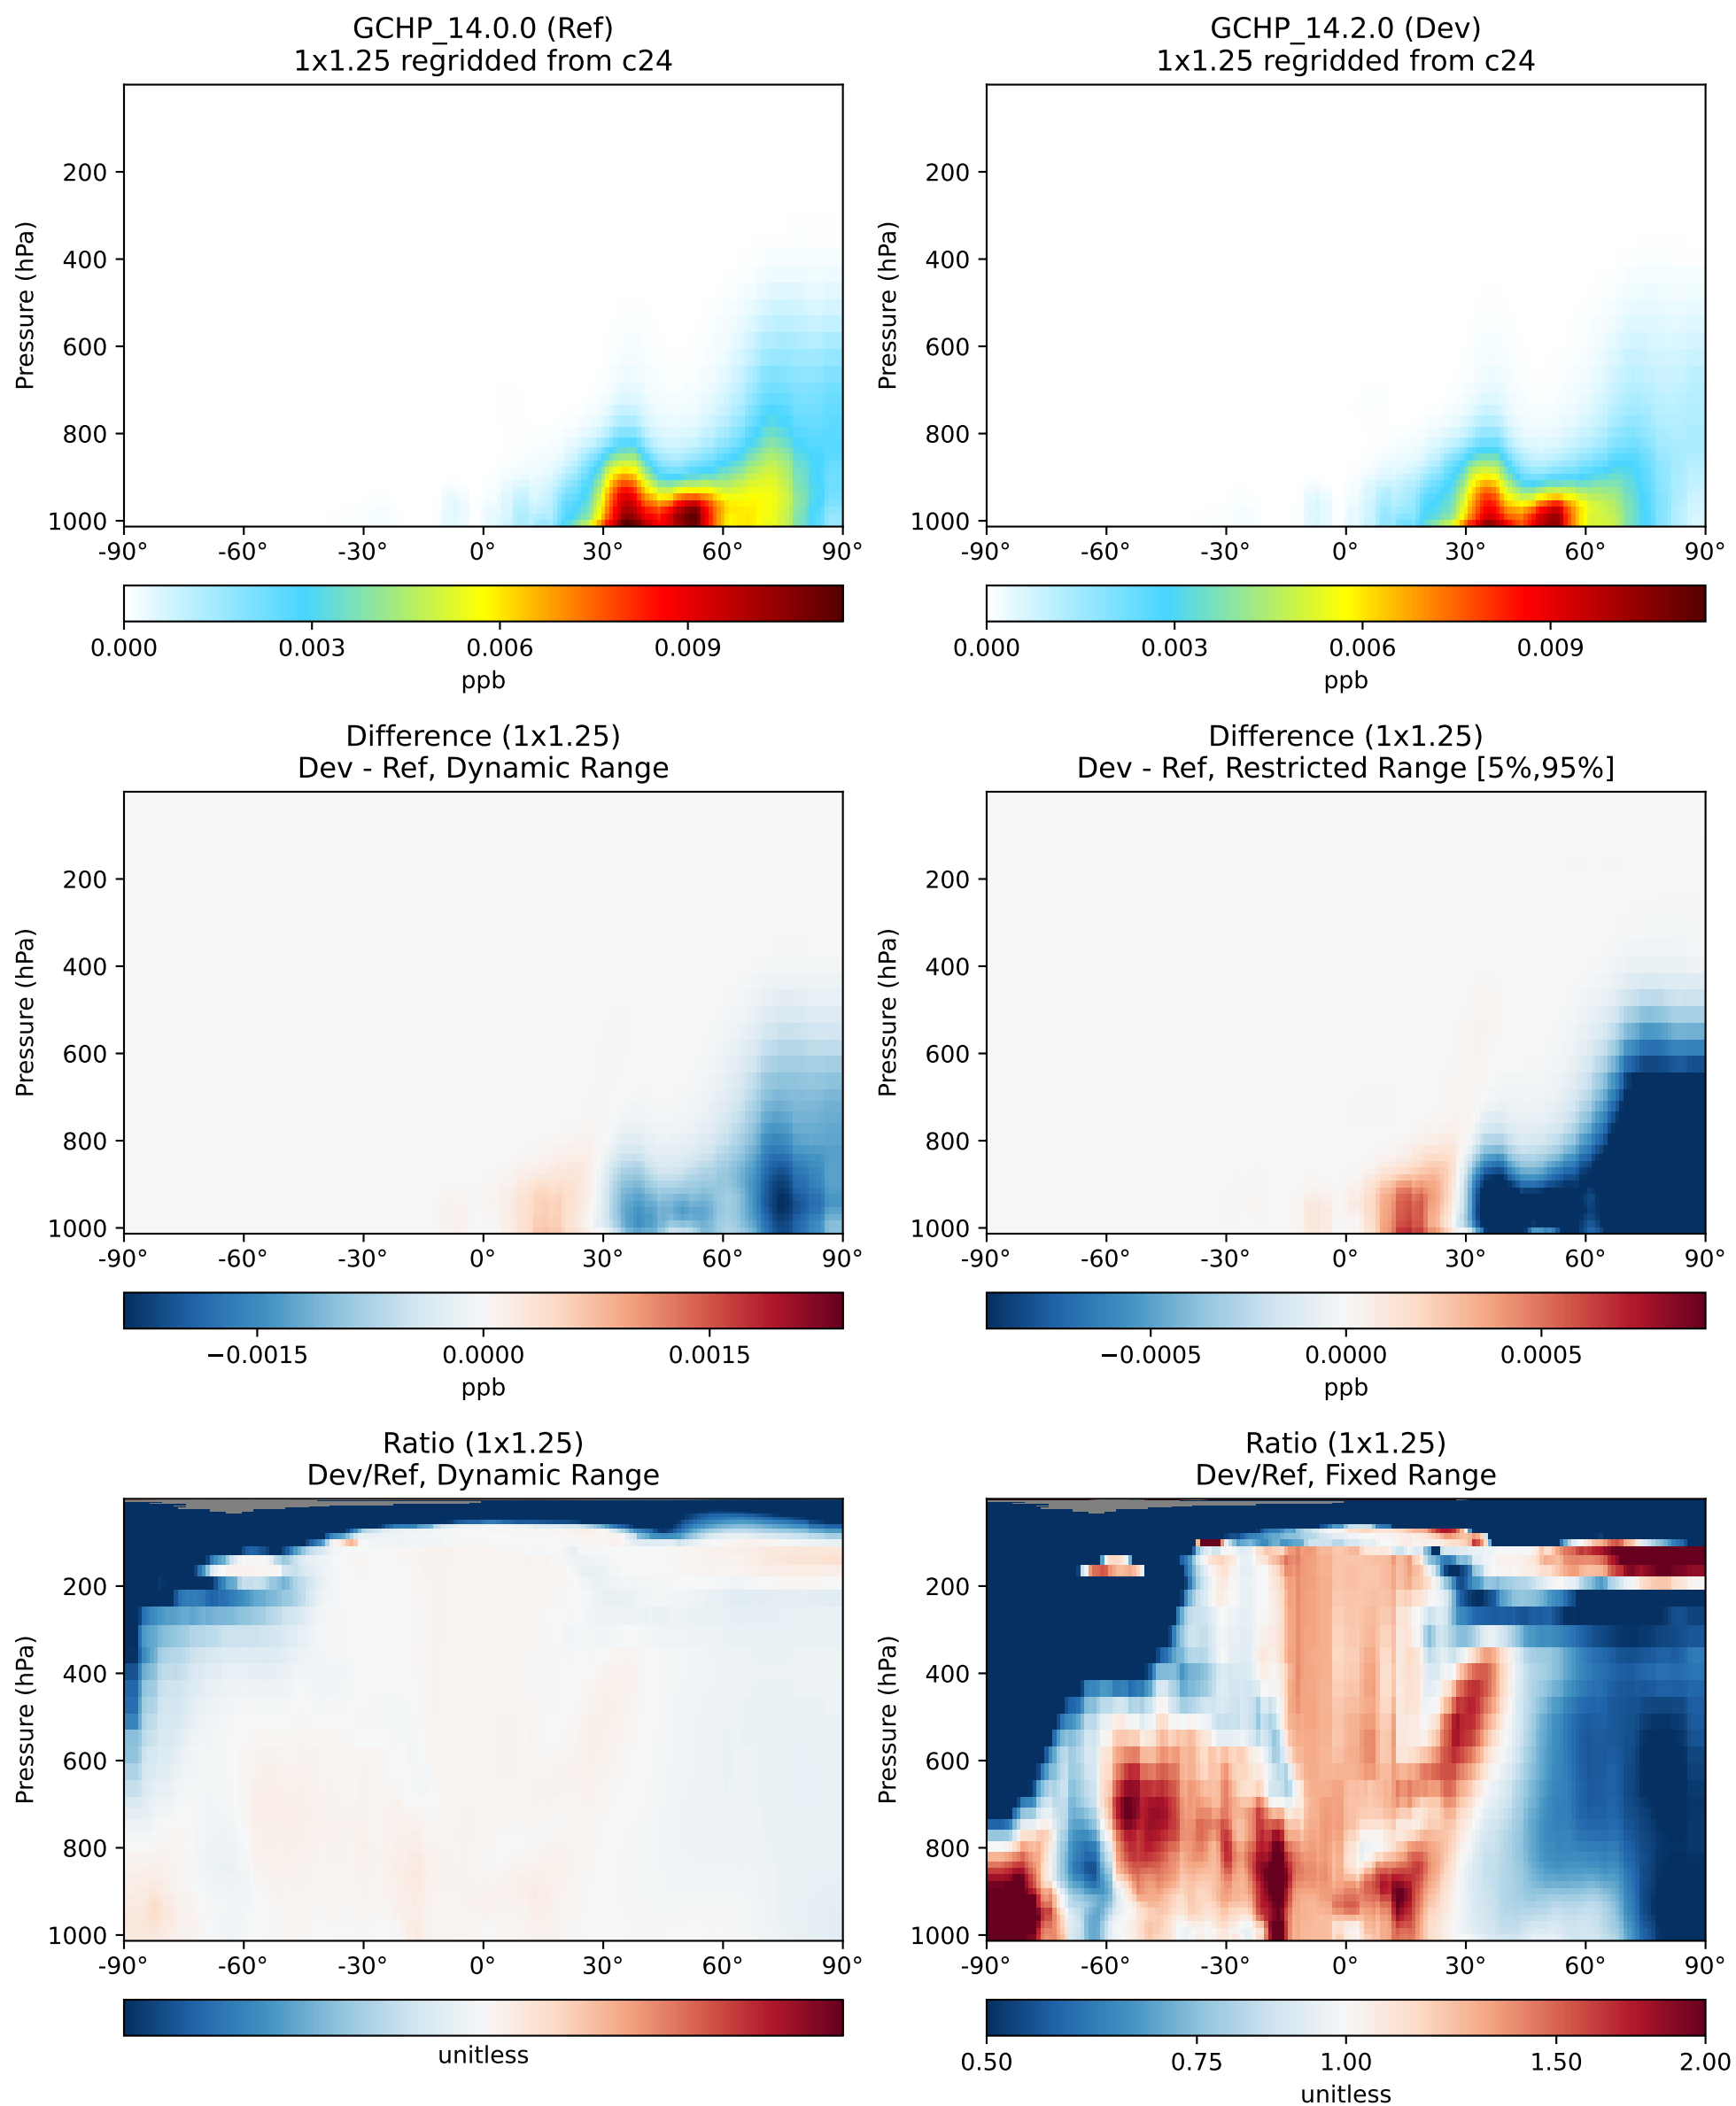 GCHP_14.0.0 (Ref)
1x1.25 regridded from c24
Pressure (hPa)
200
400
600
800
1000
-90° -60° -30° 0° 30° 60° 90°
0.000 0.003 0.006 0.009
ppb
GCHP_14.2.0 (Dev)
1x1.25 regridded from c24
Pressure (hPa)
200
400
600
800
1000
-90° -60° -30° 0° 30° 60° 90°
0.000 0.003 0.006 0.009
ppb
Difference (1x1.25)
Dev - Ref, Dynamic Range
Pressure (hPa)
200
400
600
800
1000
-90° -60° -30° 0° 30° 60° 90°
−0.0015 0.0000 0.0015
ppb
Difference (1x1.25)
Dev - Ref, Restricted Range [5%,95%]
Pressure (hPa)
200
400
600
800
1000
-90° -60° -30° 0° 30° 60° 90°
−0.0005 0.0000 0.0005
ppb
Ratio (1x1.25)
Dev/Ref, Dynamic Range
Pressure (hPa)
200
400
600
800
1000
-90° -60° -30° 0° 30° 60° 90°
unitless
Ratio (1x1.25)
Dev/Ref, Fixed Range
Pressure (hPa)
200
400
600
800
1000
-90° -60° -30° 0° 30° 60° 90°
0.50 0.75 1.00 1.50 2.00
unitless